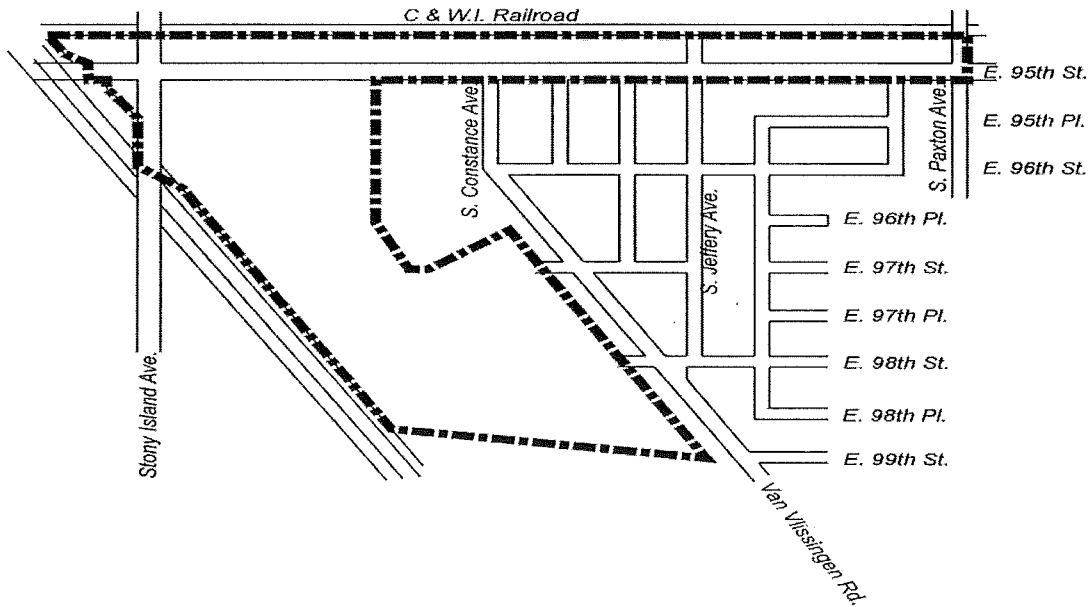 C & W.I. Railroad
E. 95th St.
S. Constance Ave.
S. Paxton Ave.
E. 95th Pl.
E. 96th St.
S. Jeffery Ave.
E. 96th Pl.
E. 97th St.
E. 97th Pl.
Stony Island Ave.
E. 98th St.
E. 98th Pl.
E. 99th St.
Van Vlissingen Rd.